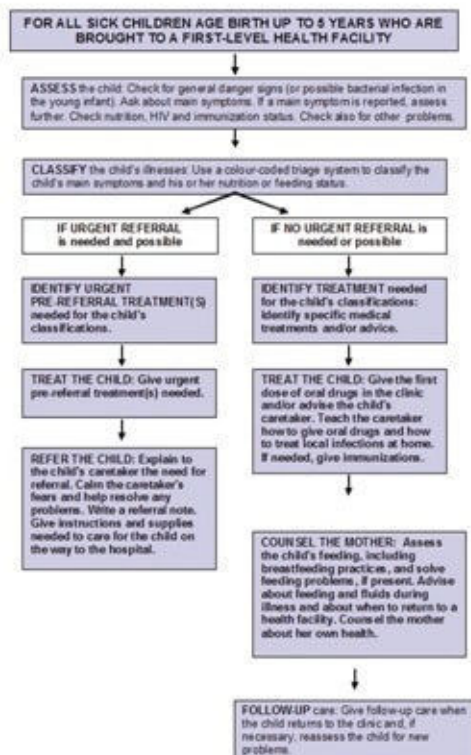 FOR ALL SICK CHILDREN AGE BIRTH UP TO 5 YEARS WHO ARE
BROUGHT TO A FIRST-LEVEL HEALTH FACILITY
ASSESS the child: Check for general danger signs (or possible bacterial infection in
the young infant). Ask about main symptoms. If a main symptom is reported, assess
further. Check nutrition, HIV and immunization status. Check also for other problems.
CLASSIFY the child's illnesses: Use a colour-coded triage system to classify the
child's main symptoms and his or her nutrition or feeding status.
IF URGENT REFERRAL
is needed and possible
IDENTIFY URGENT
PRE-REFERRAL TREATMENT(S)
needed for the child's
classifications.
TREAT THE CHILD: Give urgent
pre-referral treatment(s) needed.
REFER THE CHILD: Explain to
the child's caretaker the need for
referral. Calm the caretaker's
fears and help resolve any
problems. Write a referral note.
Give instructions and supplies
needed to care for the child on
the way to the hospital.
IF NO URGENT REFERRAL is
needed or possible
IDENTIFY TREATMENT needed
for the child's classifications:
identify specific medical
treatments and/or advice.
TREAT THE CHILD: Give the first
dose of oral drugs in the clinic
and/or advise the child's
caretaker. Teach the caretaker
how to give oral drugs and how
to treat local infections at home.
If needed, give immunizations.
COUNSEL THE MOTHER: Assess
the child's feeding, including
breastfeeding practices, and solve
feeding problems, if present. Advise
about feeding and fluids during
illness and about when to return to a
health facility. Counsel the mother
about her own health.
FOLLOW-UP care: Give follow-up care when
the child returns to the clinic and, if
necessary, reassess the child for new
problems.